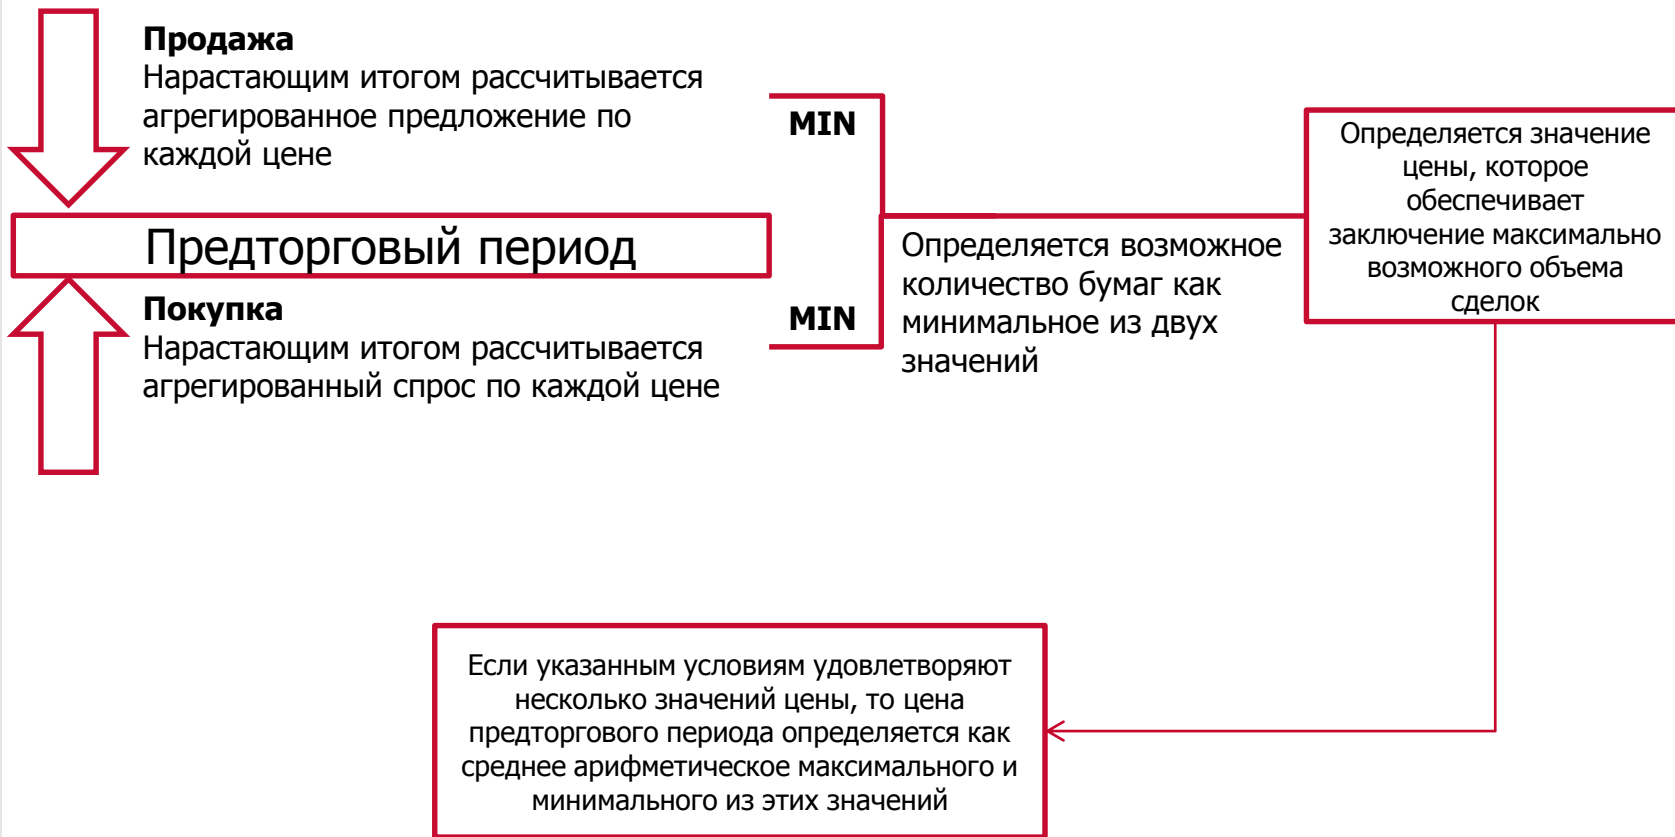 Продажа
Нарастающим итогом рассчитывается
агрегированное предложение по
каждой цене
MIN
Предторговый период
Покупка
Нарастающим итогом рассчитывается
агрегированный спрос по каждой цене
MIN
Определяется возможное
количество бумаг как
минимальное из двух
значений
Определяется значение
цены, которое
обеспечивает
заключение максимально
возможного объема
сделок
Если указанным условиям удовлетворяют
несколько значений цены, то цена
предторгового периода определяется как
среднее арифметическое максимального и
минимального из этих значений